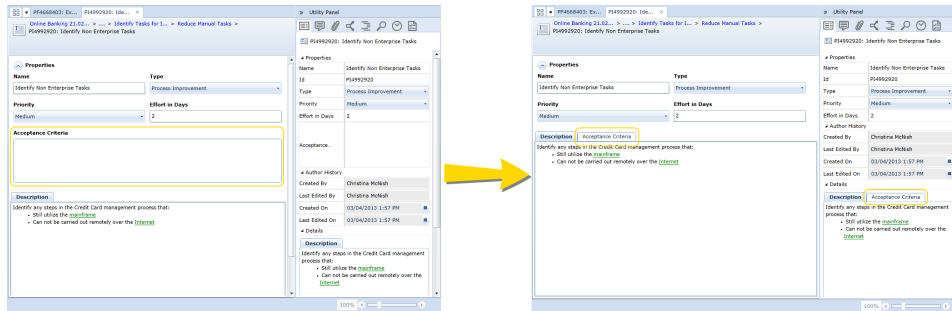 PF4668403: Ex... PI4992920: Ide... ×
Online Banking 21.02... > .... > Identify Tasks for I... > Reduce Manual Tasks >
PI4992920: Identify Non Enterprise Tasks
Properties
Name Type
Identify Non Enterprise Tasks Process Improvement
Priority Effort in Days
Medium 2
Acceptance Criteria
Description
Identify any steps in the Credit Card management process that:
• Still utilize the mainframe
• Can not be carried out remotely over the Internet
» Utility Panel
PI4992920: Identify Non Enterprise Tasks
Properties
Name Identify Non Enterprise Tasks
Id PI4992920
Type Process Improvement
Priority Medium
Effort in Days 2
Acceptance...
Author History
Created By Christina McNish
Last Edited By Christina McNish
Created On 03/04/2013 1:57 PM
Last Edited On 03/04/2013 1:57 PM
Details
Description
Identify any steps in the Credit Card management
process that:
• Still utilize the mainframe
• Can not be carried out remotely over the
Internet
100%
PF4668403: Ex... PI4992920: Ide... ×
Online Banking 21.02... > .... > Identify Tasks for I... > Reduce Manual Tasks >
PI4992920: Identify Non Enterprise Tasks
Properties
Name Type
Identify Non Enterprise Tasks Process Improvement
Priority Effort in Days
Medium 2
Description Acceptance Criteria
Identify any steps in the Credit Card management process that:
• Still utilize the mainframe
• Can not be carried out remotely over the Internet
» Utility Panel
PI4992920: Identify Non Enterprise Tasks
Properties
Name Identify Non Enterprise Tasks
Id PI4992920
Type Process Improvement
Priority Medium
Effort in Days 2
Author History
Created By Christina McNish
Last Edited By Christina McNish
Created On 03/04/2013 1:57 PM
Last Edited On 03/04/2013 1:57 PM
Details
Description Acceptance Criteria
Identify any steps in the Credit Card management
process that:
• Still utilize the mainframe
• Can not be carried out remotely over the
Internet
100%